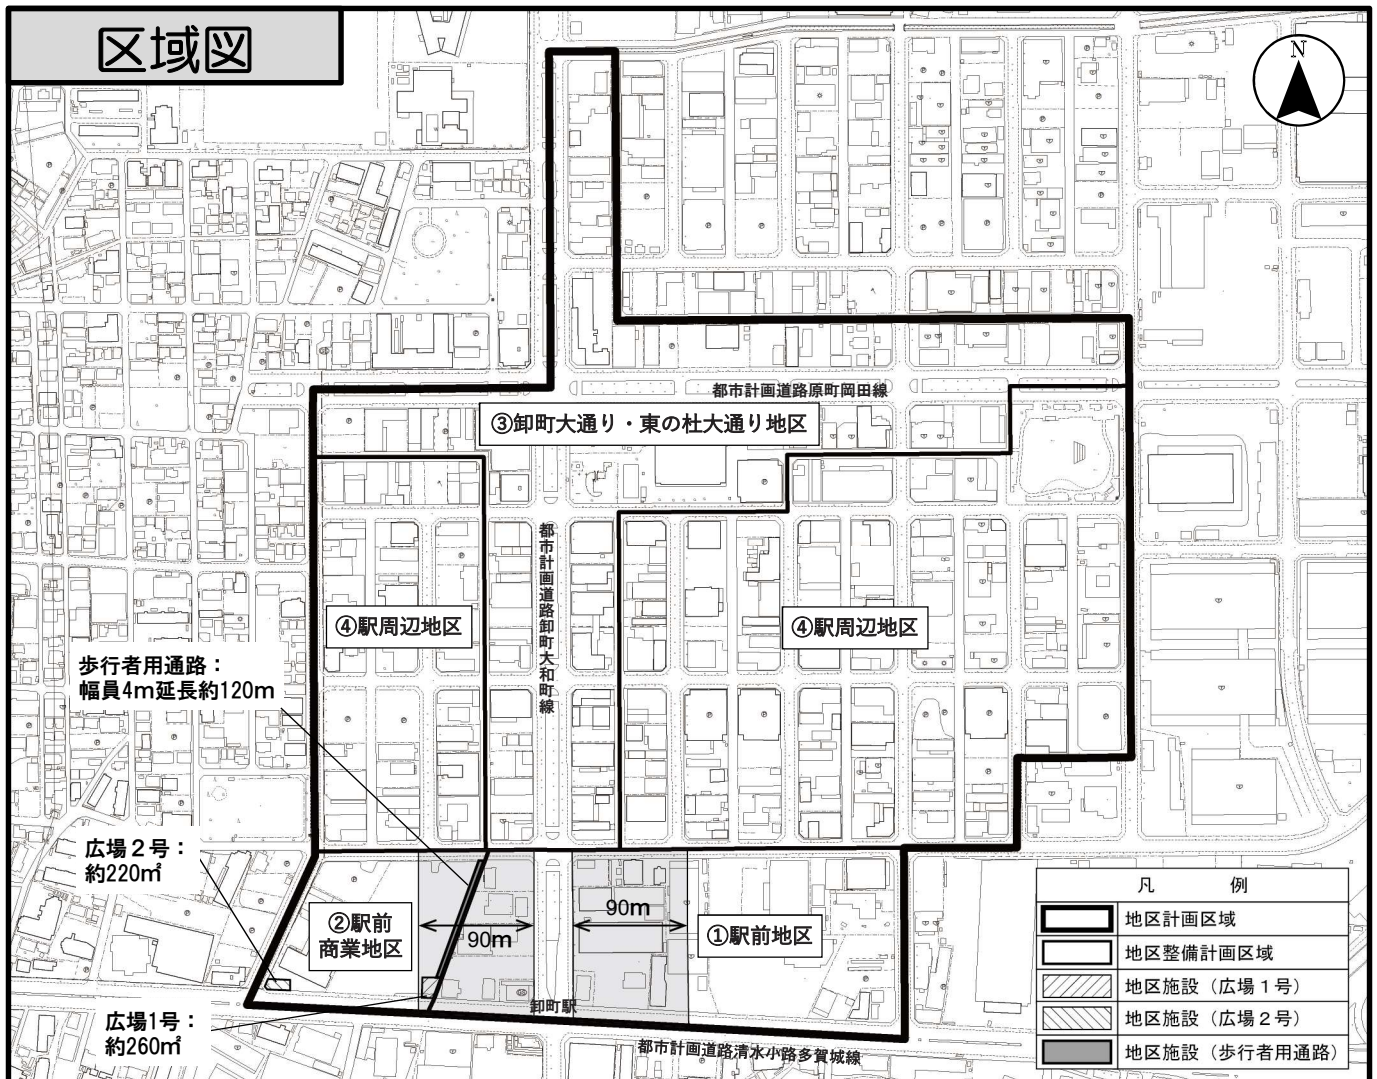 区域図
N
都市計画道路原町岡田線
③卸町大通り・東の杜大通り地区
都市計画道路卸町大和町線
④駅周辺地区
④駅周辺地区
歩行者用通路：
幅員4m延長約120m
広場２号：
約220㎡
②駅前
商業地区
90m
90m
①駅前地区
卸町駅
広場1号：
約260㎡
都市計画道路清水小路多賀城線
凡　例
地区計画区域
地区整備計画区域
地区施設（広場１号）
地区施設（広場２号）
地区施設（歩行者用通路）